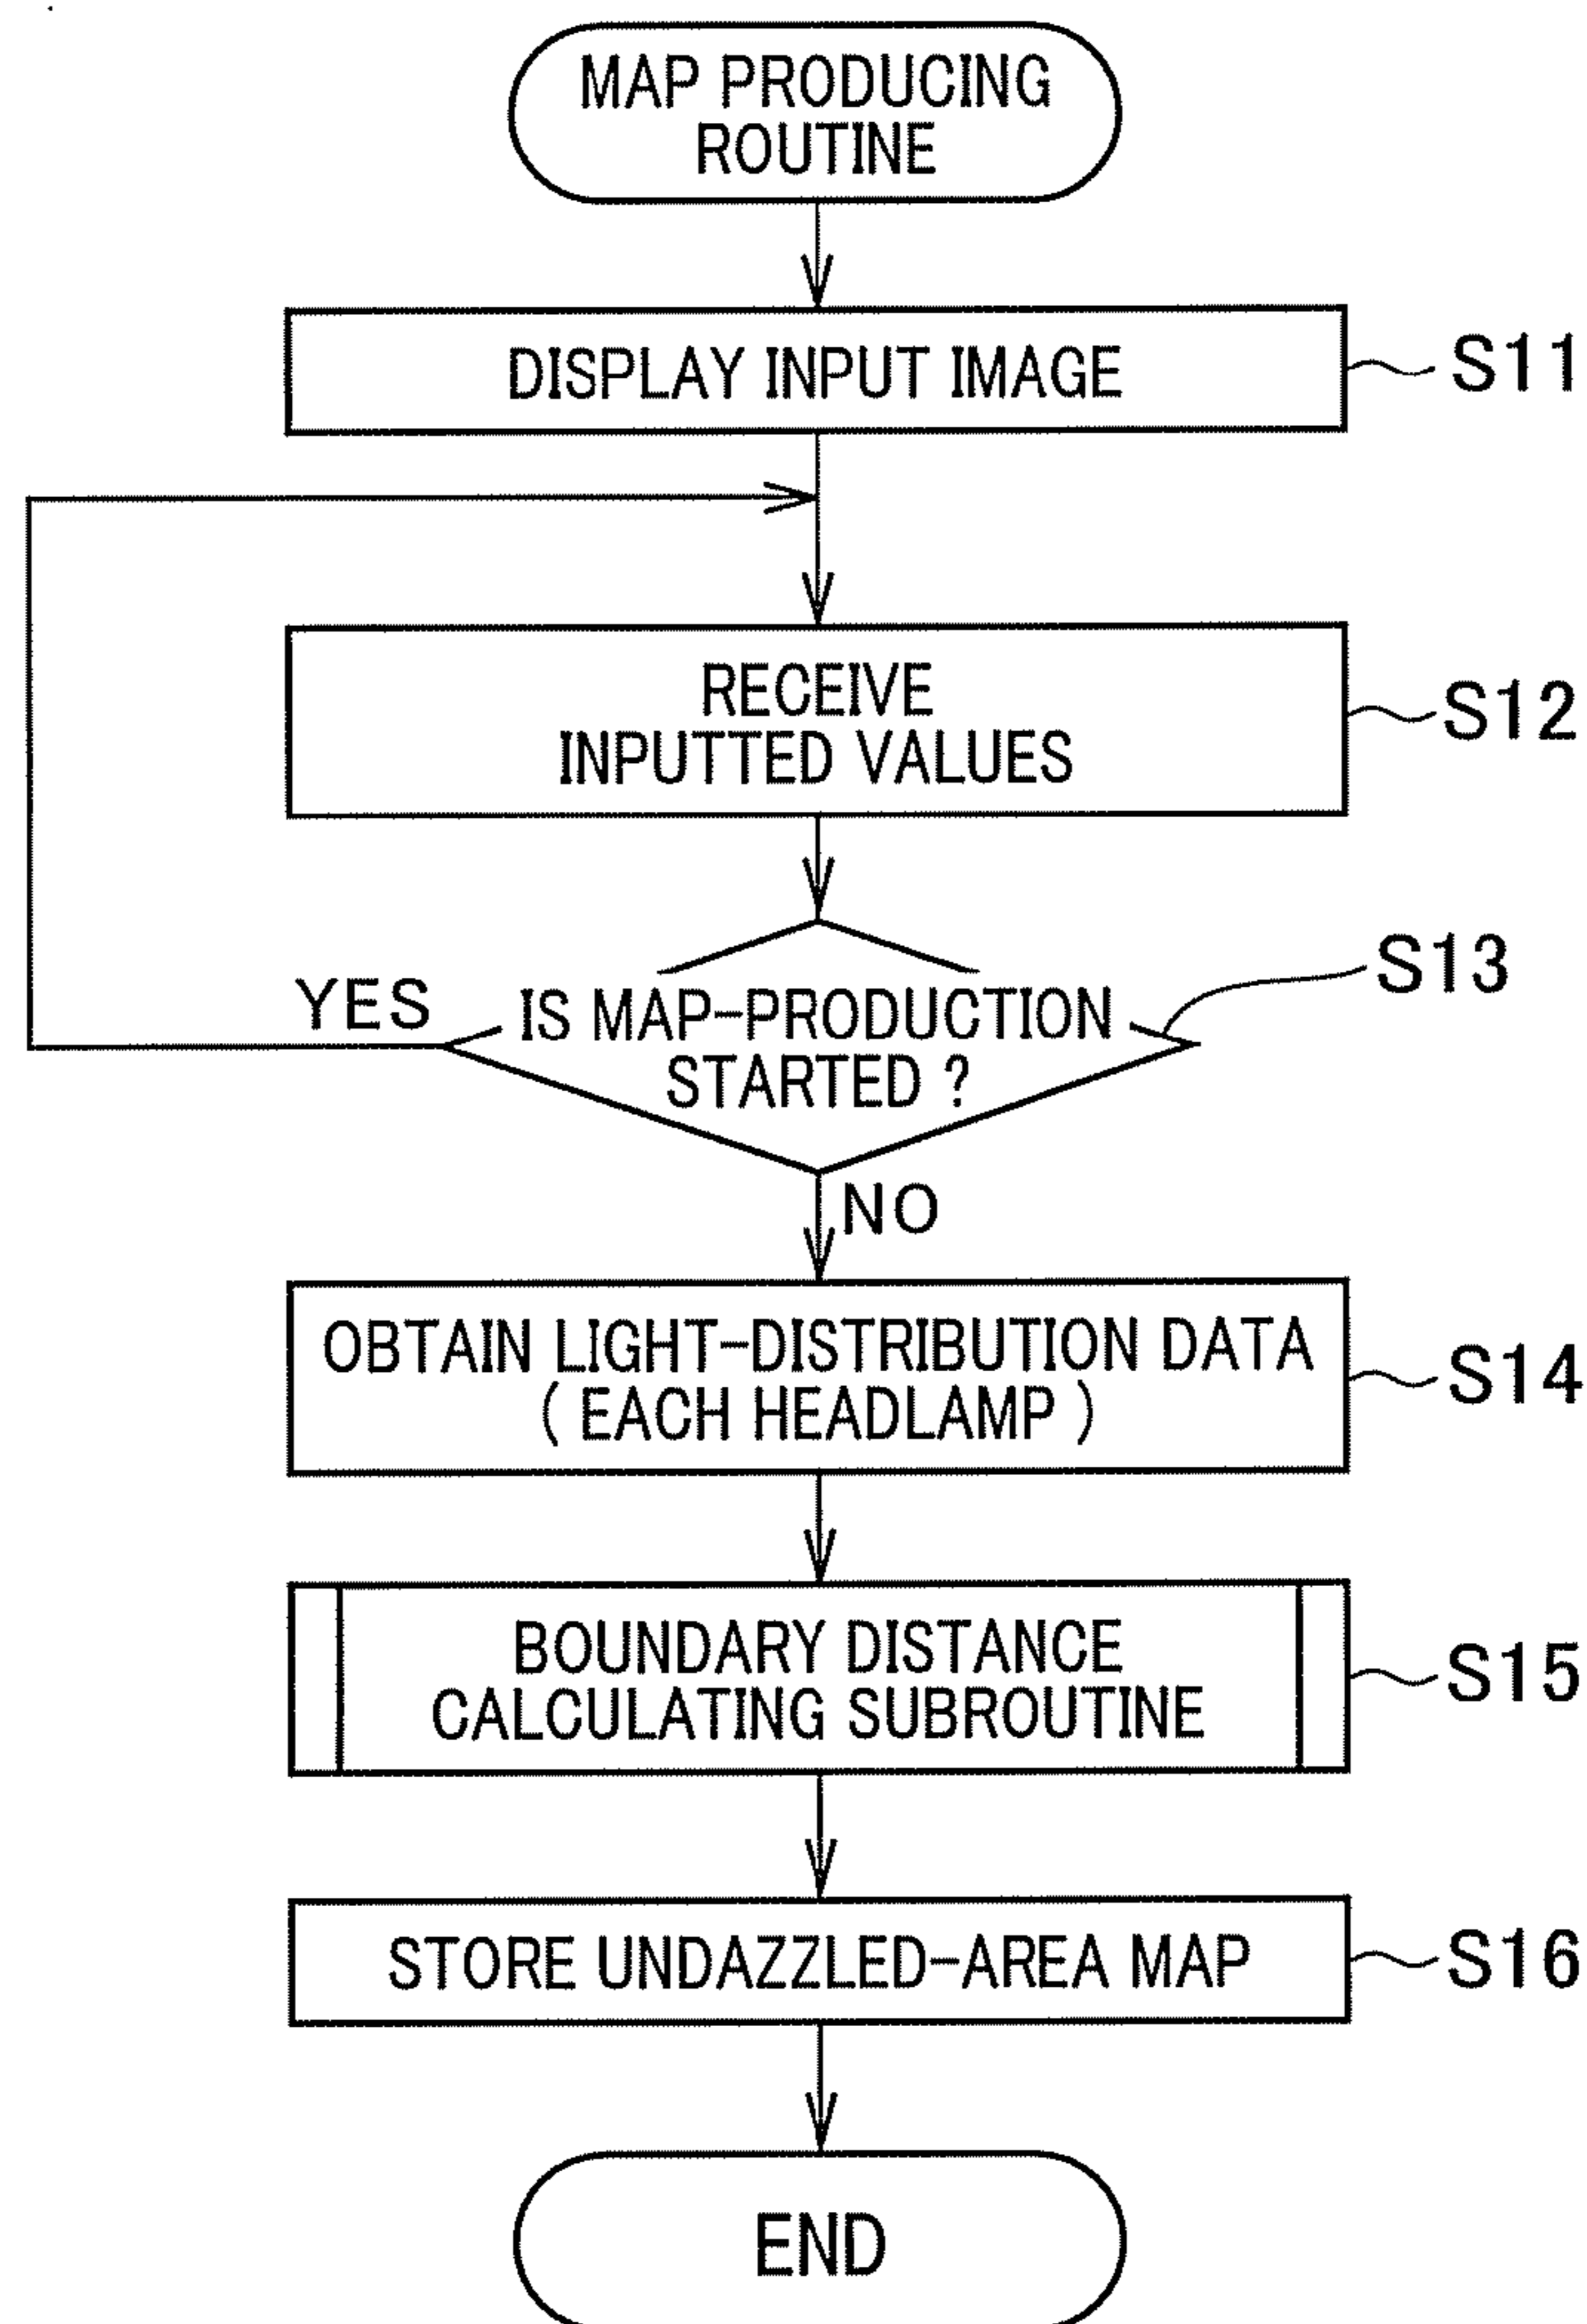 MAP PRODUCING
ROUTINE
DISPLAY INPUT IMAGE
S11
RECEIVE
INPUTTED VALUES
S12
S13
YES
IS MAP-PRODUCTION
STARTED ?
NO
OBTAIN LIGHT-DISTRIBUTION DATA
( EACH HEADLAMP )
S14
BOUNDARY DISTANCE
CALCULATING SUBROUTINE
S15
STORE UNDAZZLED-AREA MAP
S16
END